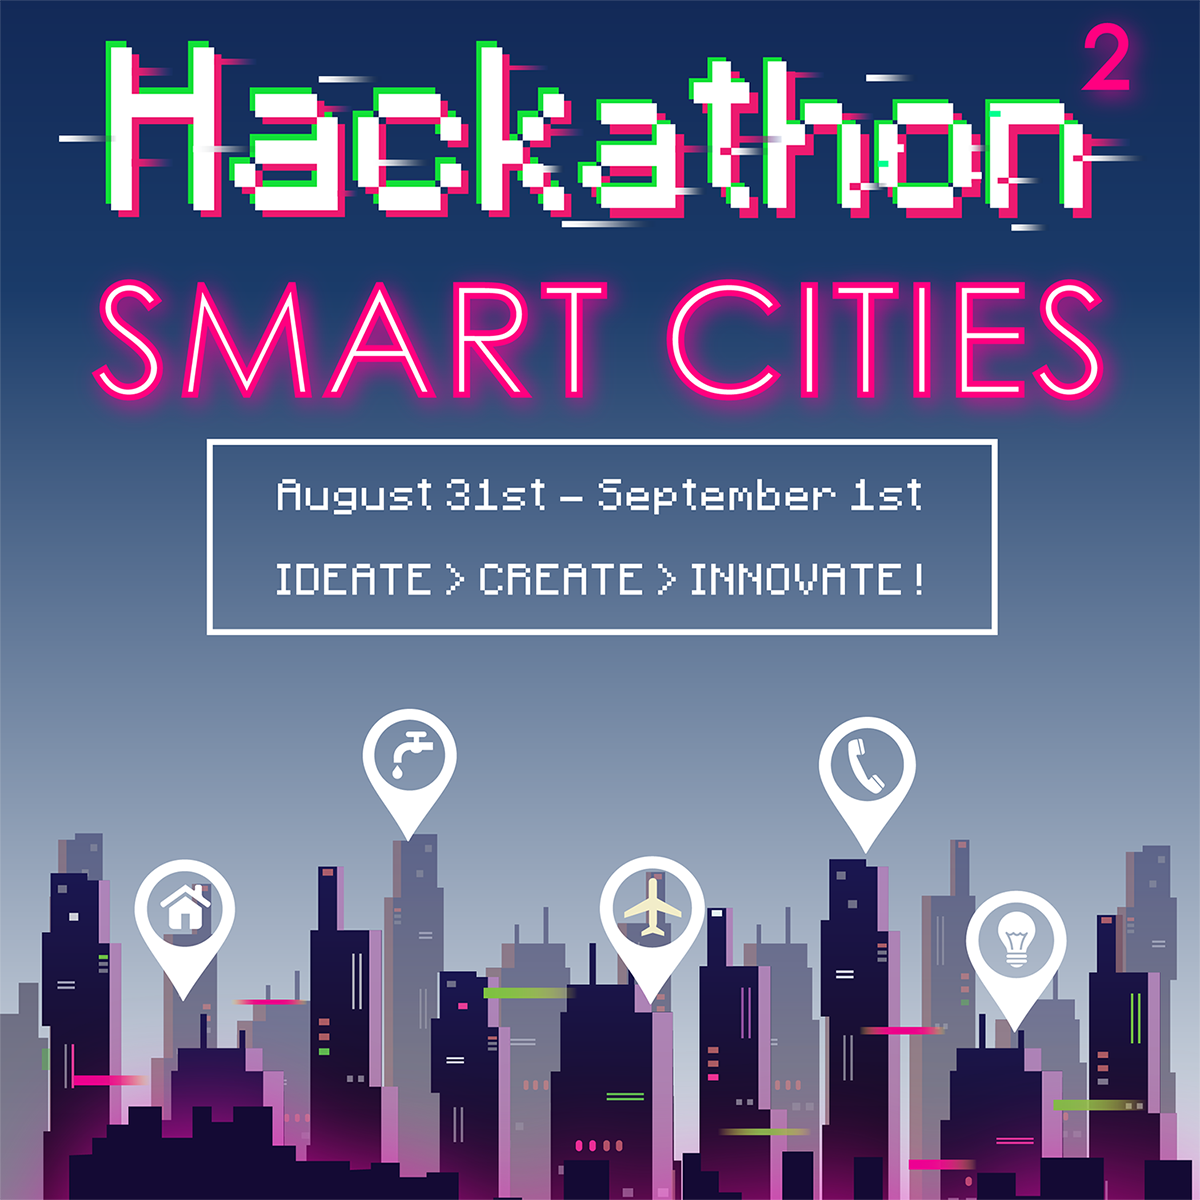 Hackathon²
SMART CITIES
August 31st - September 1st
IDEATE > CREATE > INNOVATE!